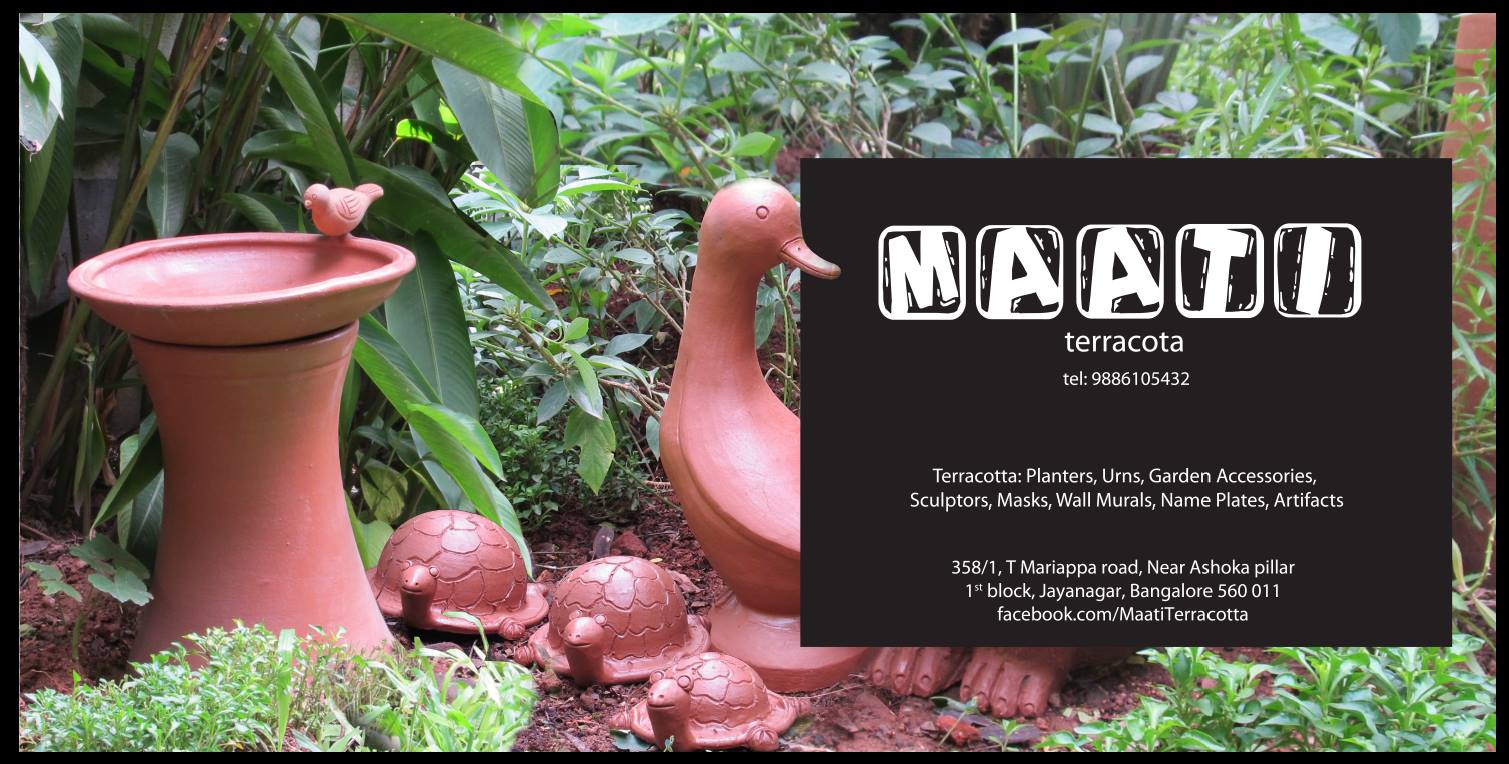 MAATI
terracota
tel: 9886105432
Terracotta: Planters, Urns, Garden Accessories,
Sculptors, Masks, Wall Murals, Name Plates, Artifacts
358/1, T Mariappa road, Near Ashoka pillar
1st block, Jayanagar, Bangalore 560 011
facebook.com/MaatiTerracotta